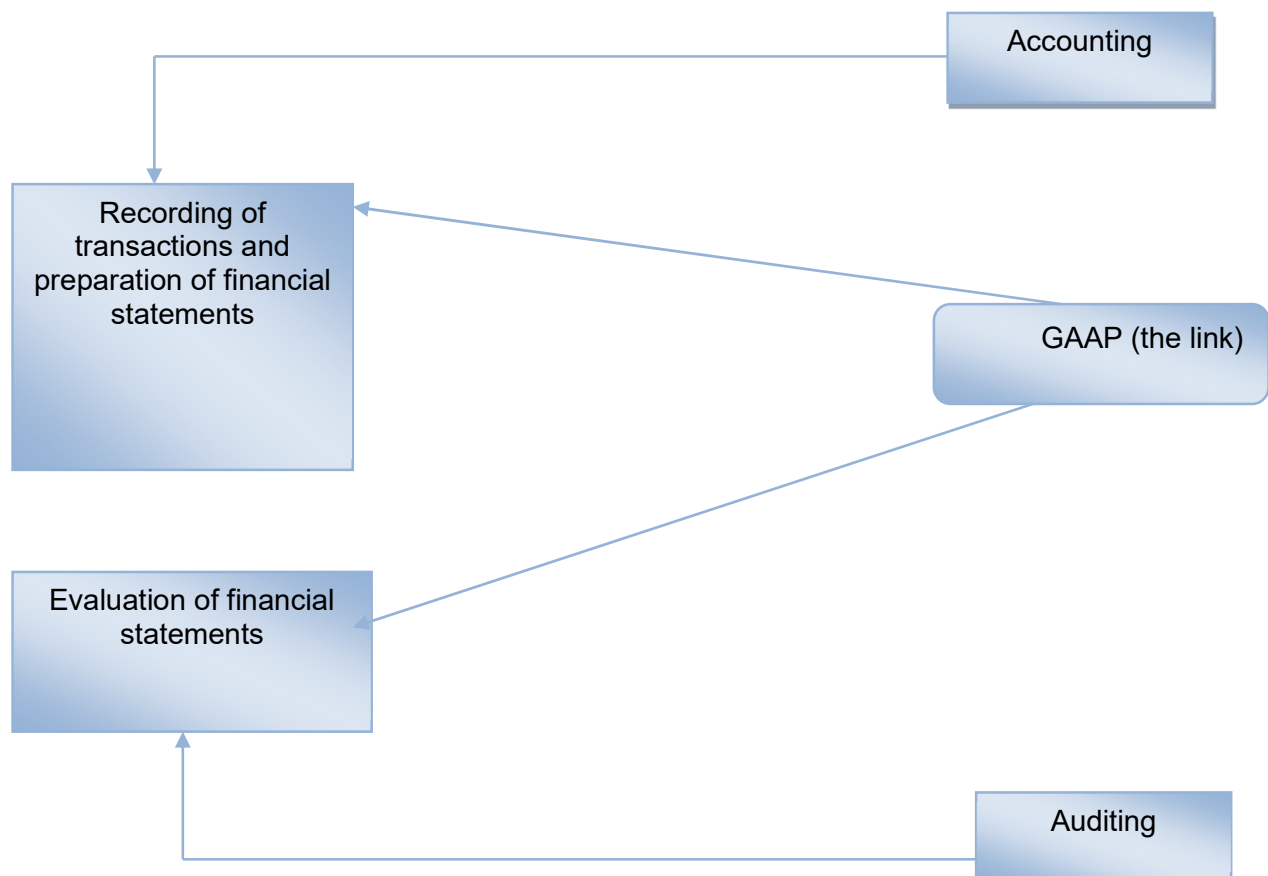 Accounting
Recording of
transactions and
preparation of financial
statements
GAAP (the link)
Evaluation of financial
statements
Auditing